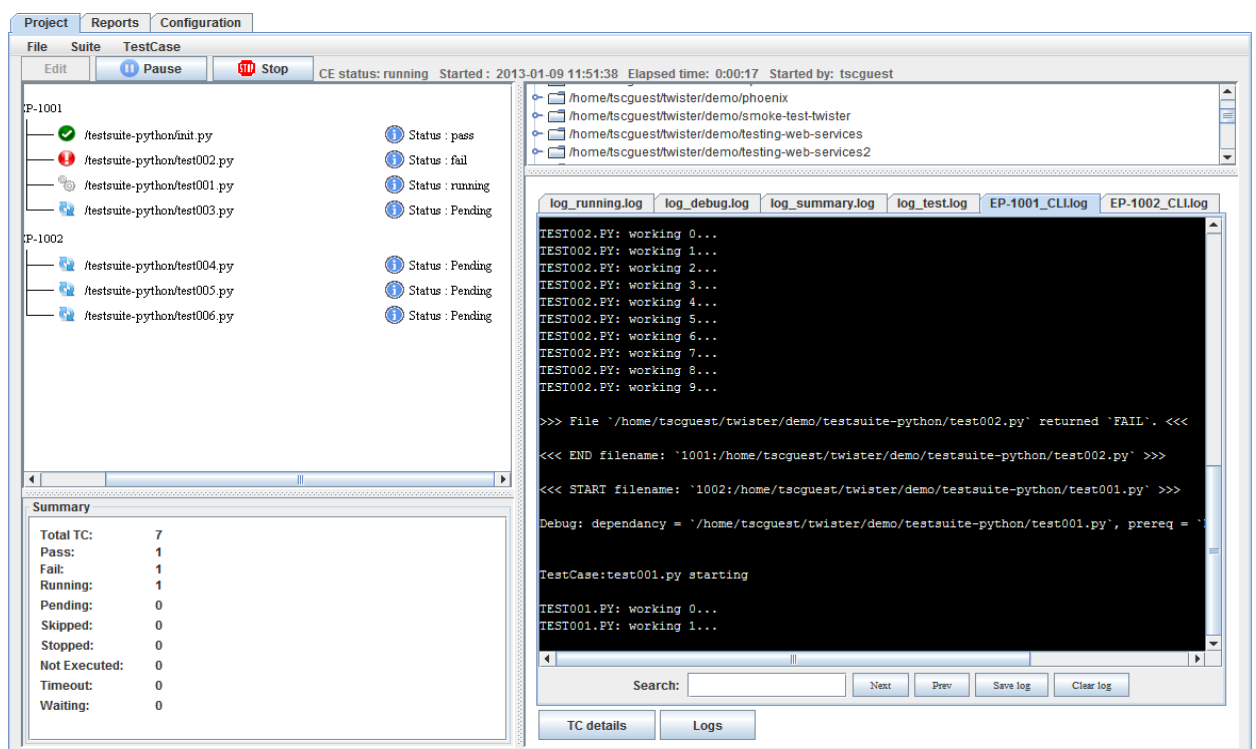 Project Reports Configuration
File Suite TestCase
Edit Pause STOP Stop CE status: running Started : 2013-01-09 11:51:38 Elapsed time: 0:00:17 Started by: tscguest
EP-1001
/testsuite-python/init.py Status : pass
/testsuite-python/test002.py Status : fail
/testsuite-python/test001.py Status : running
/testsuite-python/test003.py Status : Pending
EP-1002
/testsuite-python/test004.py Status : Pending
/testsuite-python/test005.py Status : Pending
/testsuite-python/test006.py Status : Pending
Summary
Total TC: 7
Pass: 1
Fail: 1
Running: 1
Pending: 0
Skipped: 0
Stopped: 0
Not Executed: 0
Timeout: 0
Waiting: 0
/home/tscguest/twister/demo/phoenix
/home/tscguest/twister/demo/smoke-test-twister
/home/tscguest/twister/demo/testing-web-services
/home/tscguest/twister/demo/testing-web-services2
log_running.log log_debug.log log_summary.log log_test.log EP-1001_CLI.log EP-1002_CLI.log
TEST002.PY: working 0...
TEST002.PY: working 1...
TEST002.PY: working 2...
TEST002.PY: working 3...
TEST002.PY: working 4...
TEST002.PY: working 5...
TEST002.PY: working 6...
TEST002.PY: working 7...
TEST002.PY: working 8...
TEST002.PY: working 9...
>>> File `/home/tscguest/twister/demo/testsuite-python/test002.py` returned `FAIL`. <<<
<<< END filename: `1001:/home/tscguest/twister/demo/testsuite-python/test002.py` >>>
<<< START filename: `1002:/home/tscguest/twister/demo/testsuite-python/test001.py` >>>
Debug: dependancy = `/home/tscguest/twister/demo/testsuite-python/test001.py`, prereq = `
TestCase:test001.py starting
TEST001.PY: working 0...
TEST001.PY: working 1...
Search: Next Prev Save log Clear log
TC details Logs